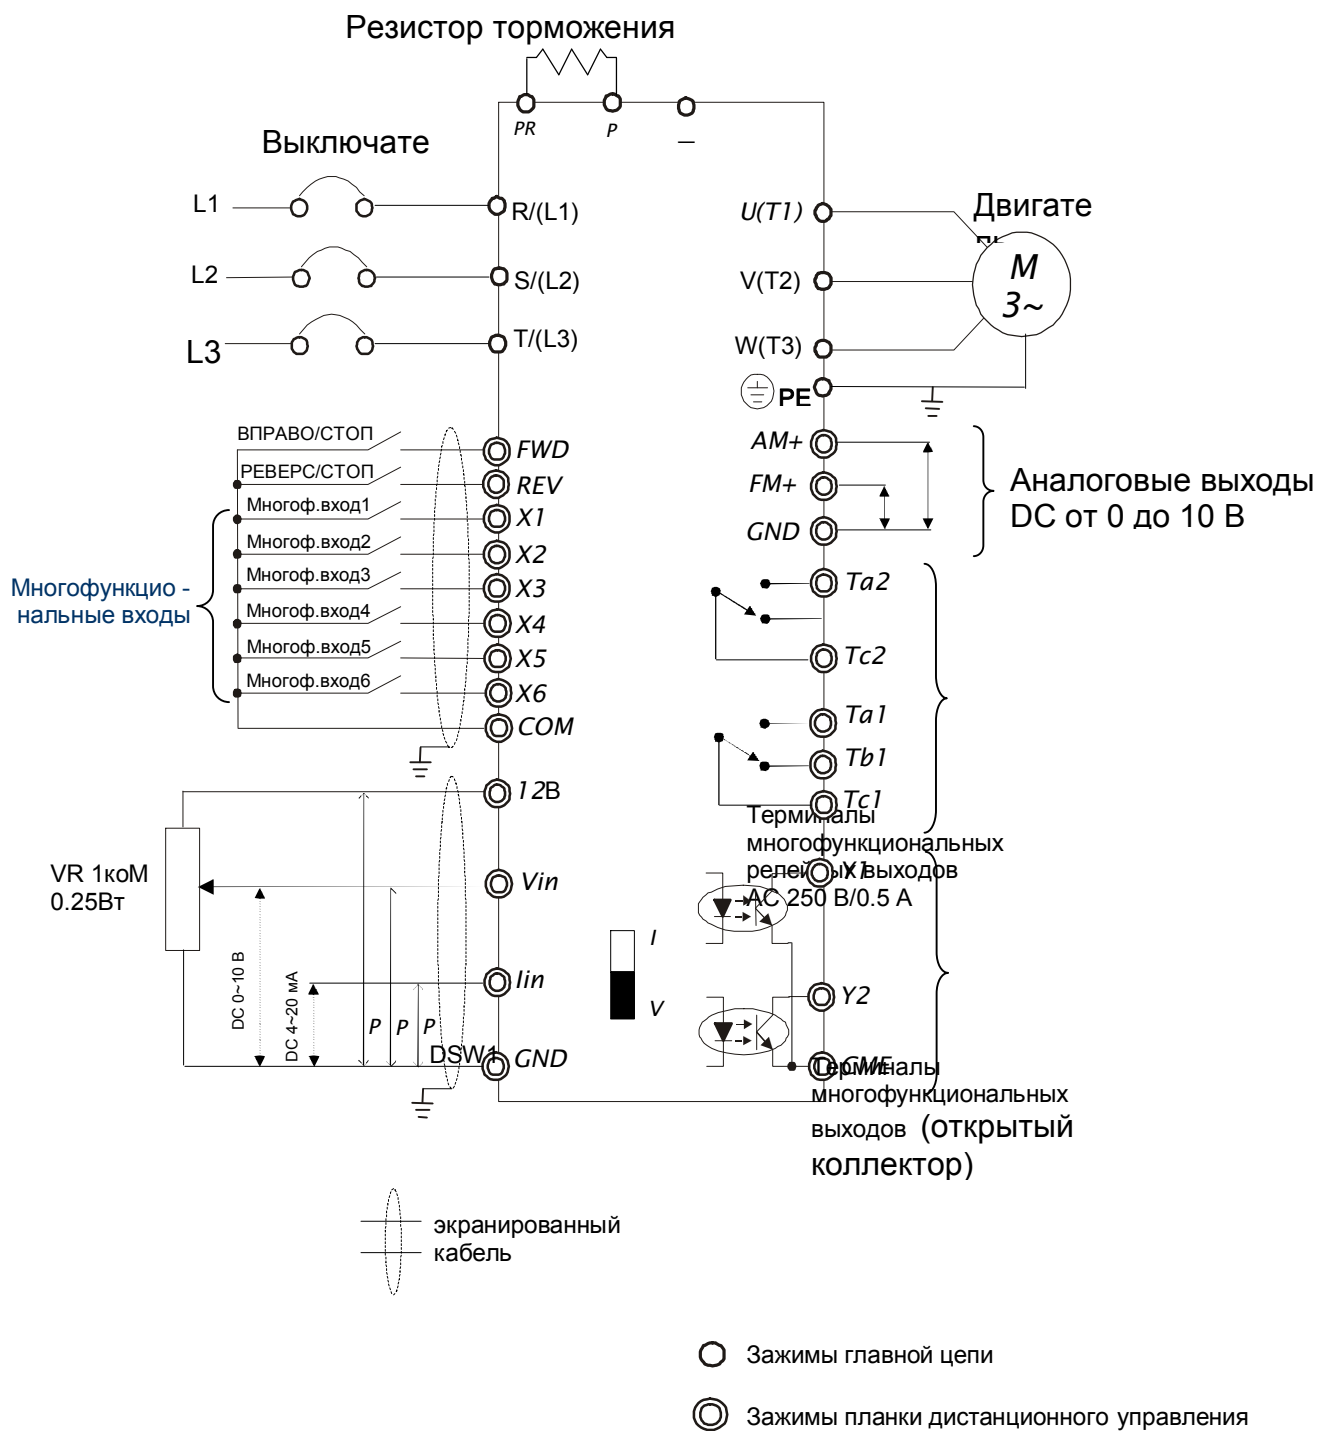 Резистор торможения
PR
P
—
Выключате
L1
R/(L1)
L2
S/(L2)
L3
T/(L3)
U(T1)
V(T2)
W(T3)
PE
Двигате
M
3~
ВПРАВО/СТОП
FWD
РЕВЕРС/СТОП
REV
Многоф.вход1
X1
Многоф.вход2
X2
Многоф.вход3
X3
Многоф.вход4
X4
Многоф.вход5
X5
Многоф.вход6
X6
COM
Многофункцио -
нальные входы
AM+
FM+
GND
Аналоговые выходы
DC от 0 до 10 В
Ta2
Tc2
Ta1
Tb1
Tc1
Терминалы
многофункциональных
релейных выходов
AC 250 В/0.5 А
12В
VR 1коМ
0.25Вт
Vin
Iin
GND
DC 0~10 В
DC 4~20 мА
P
P
P
DSW1
I
V
Y1
Y2
CME
Терминалы
многофункциональных
выходов (открытый
коллектор)
экранированный
кабель
Зажимы главной цепи
Зажимы планки дистанционного управления